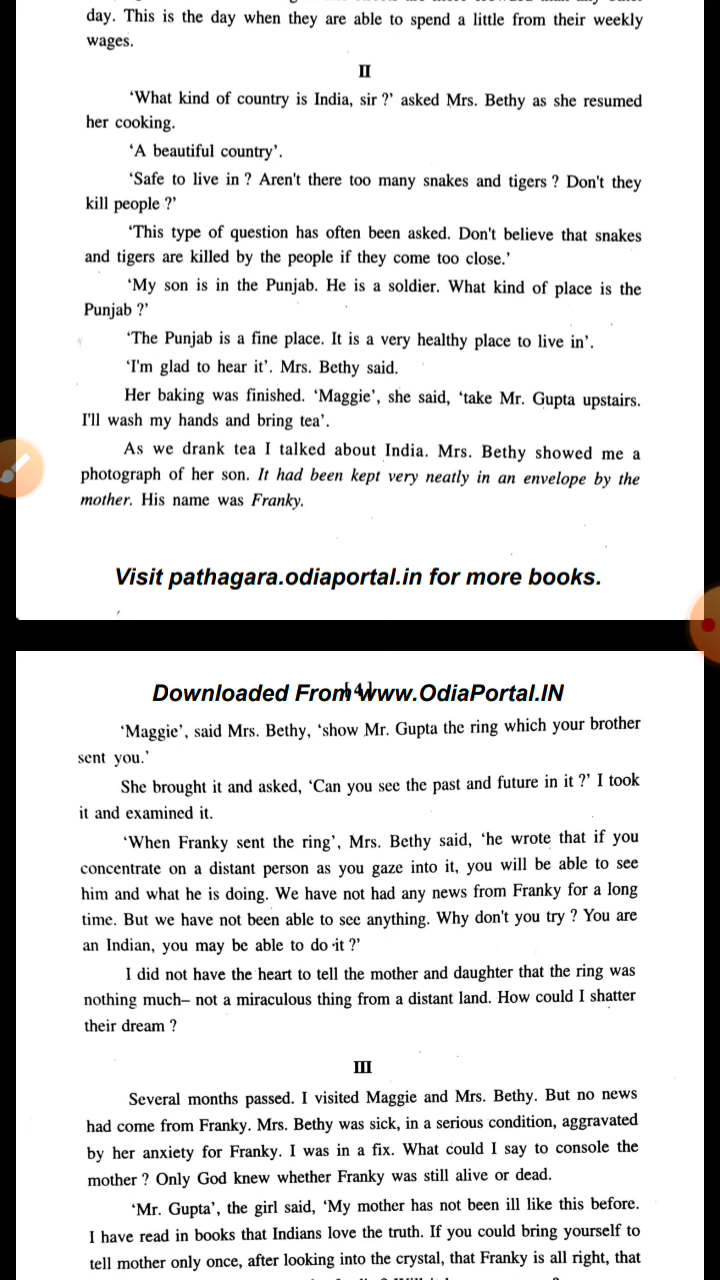 day. This is the day when they are able to spend a little from their weekly
wages.
II
‘What kind of country is India, sir ?’ asked Mrs. Bethy as she resumed
her cooking.
‘A beautiful country’.
‘Safe to live in ? Aren't there too many snakes and tigers ? Don't they
kill people ?’
‘This type of question has often been asked. Don't believe that snakes
and tigers are killed by the people if they come too close.’
‘My son is in the Punjab. He is a soldier. What kind of place is the
Punjab ?’
‘The Punjab is a fine place. It is a very healthy place to live in’.
‘I'm glad to hear it’. Mrs. Bethy said.
Her baking was finished. ‘Maggie’, she said, ‘take Mr. Gupta upstairs.
I'll wash my hands and bring tea’.
As we drank tea I talked about India. Mrs. Bethy showed me a
photograph of her son. It had been kept very neatly in an envelope by the
mother. His name was Franky.
Visit pathagara.odiaportal.in for more books.
Downloaded From www.OdiaPortal.IN
‘Maggie’, said Mrs. Bethy, ‘show Mr. Gupta the ring which your brother
sent you.’
She brought it and asked, ‘Can you see the past and future in it ?’ I took
it and examined it.
‘When Franky sent the ring’, Mrs. Bethy said, ‘he wrote that if you
concentrate on a distant person as you gaze into it, you will be able to see
him and what he is doing. We have not had any news from Franky for a long
time. But we have not been able to see anything. Why don't you try ? You are
an Indian, you may be able to do it ?’
I did not have the heart to tell the mother and daughter that the ring was
nothing much– not a miraculous thing from a distant land. How could I shatter
their dream ?
III
Several months passed. I visited Maggie and Mrs. Bethy. But no news
had come from Franky. Mrs. Bethy was sick, in a serious condition, aggravated
by her anxiety for Franky. I was in a fix. What could I say to console the
mother ? Only God knew whether Franky was still alive or dead.
‘Mr. Gupta’, the girl said, ‘My mother has not been ill like this before.
I have read in books that Indians love the truth. If you could bring yourself to
tell mother only once, after looking into the crystal, that Franky is all right, that